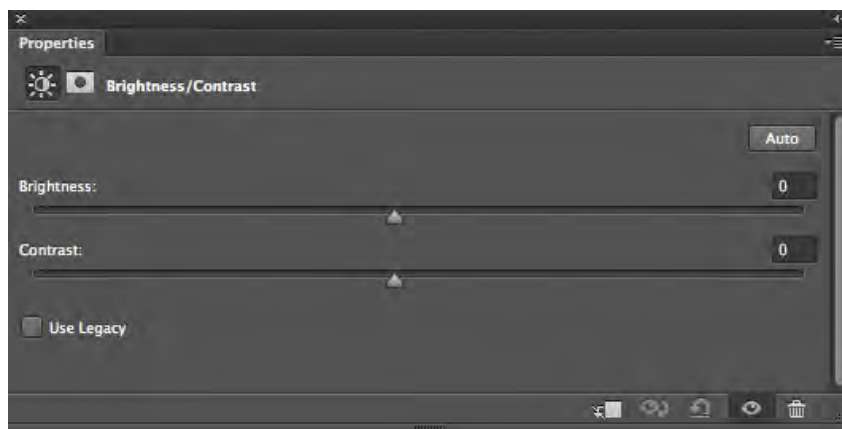 Properties
Brightness/Contrast
Auto
Brightness: 0
Contrast: 0
Use Legacy